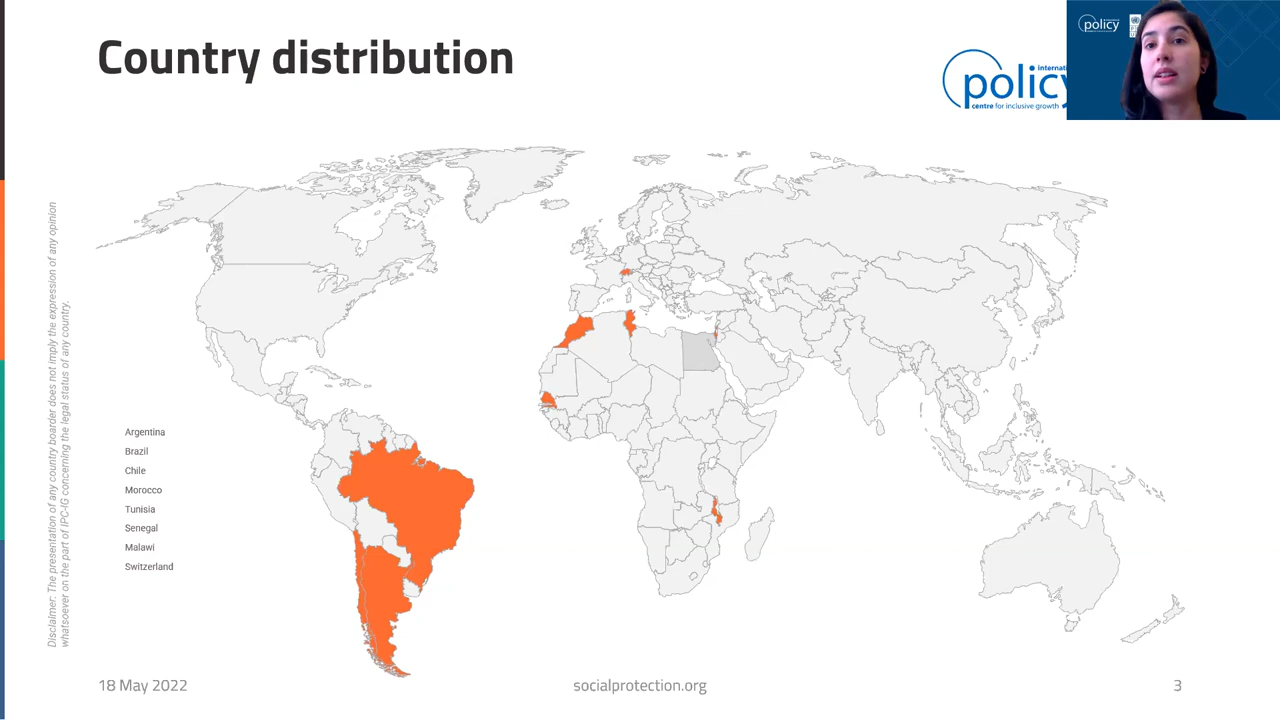 Country distribution
international
policy
centre for inclusive growth
policy
Disclaimer: The presentation of any country boarder does not imply the expression of any opinion
whatsoever on the part of IPC-IG concerning the legal status of any country.
Argentina
Brazil
Chile
Morocco
Tunisia
Senegal
Malawi
Switzerland
18 May 2022
socialprotection.org
3